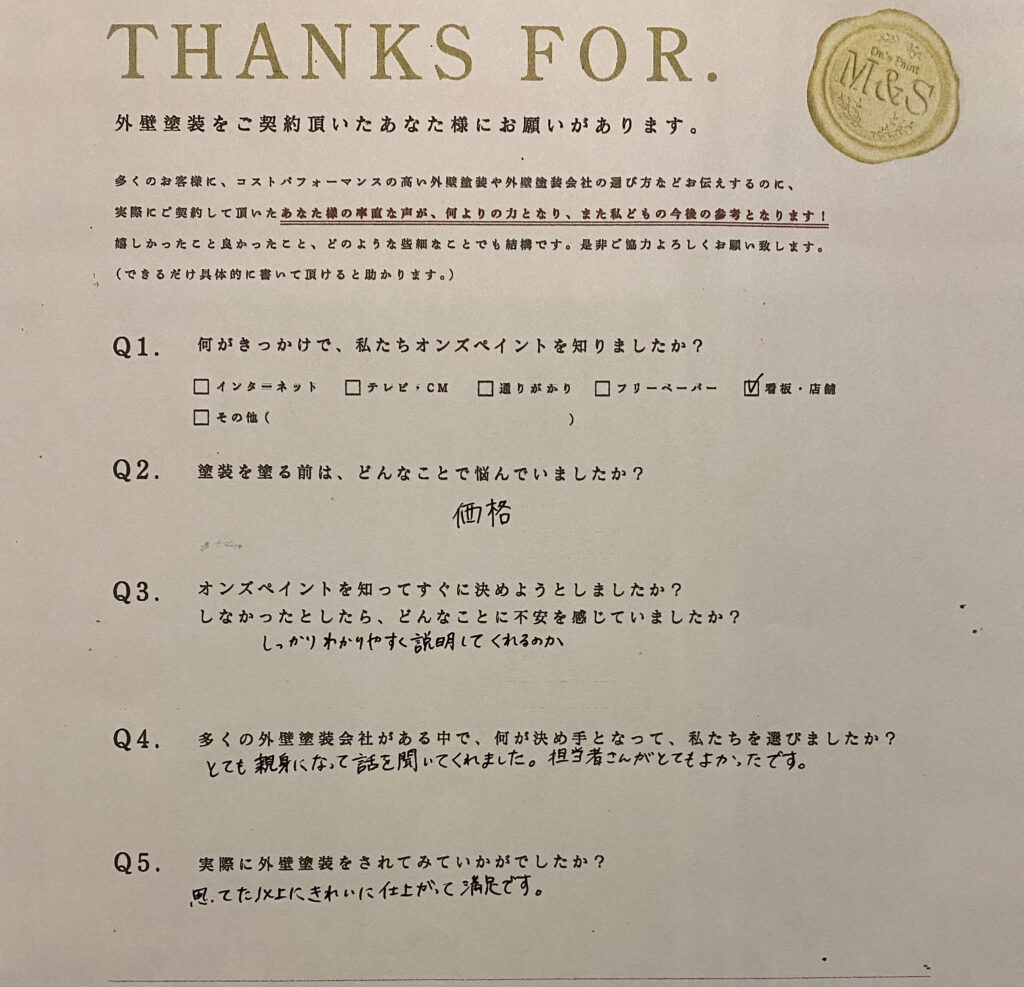 THANKS FOR.
On's Paint
M&S
外壁塗装をご契約頂いたあなた様にお願いがあります。
多くのお客様に、コストパフォーマンスの高い外壁塗装や外壁塗装会社の選び方などお伝えするのに、
実際にご契約して頂いたあなた様の率直な声が、何よりの力となり、また私どもの今後の参考となります！
嬉しかったこと良かったこと、どのような些細なことでも結構です。是非ご協力よろしくお願い致します。
（できるだけ具体的に書いて頂けると助かります。）
Q1. 何がきっかけで、私たちオンズペイントを知りましたか？
□インターネット □テレビ・CM □通りがかり □フリーペーパー ☑看板・店舗
□その他（ ）
Q2. 塗装を塗る前は、どんなことで悩んでいましたか？
価格
Q3. オンズペイントを知ってすぐに決めようとしましたか？
しなかったとしたら、どんなことに不安を感じていましたか？
しっかりわかりやすく説明してくれるのか
Q4. 多くの外壁塗装会社がある中で、何が決め手となって、私たちを選びましたか？
とても親身になって話を聞いてくれました。担当者さんがとてもよかったです。
Q5. 実際に外壁塗装をされてみていかがでしたか？
思ってた以上にきれいに仕上がって満足です。